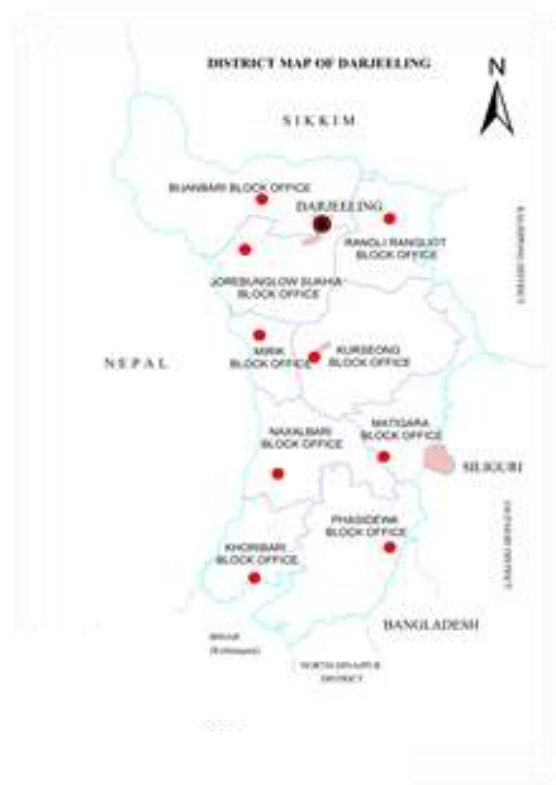 DISTRICT MAP OF DARJEELING
N
SIKKIM
BIJANBARI BLOCK OFFICE
DARJEELING
RANGLI RANGLIOT
BLOCK OFFICE
JOREBUNGLOW SUKHIA
BLOCK OFFICE
NEPAL
MIRIK
BLOCK OFFICE
KURSEONG
BLOCK OFFICE
NAXALBARI
BLOCK OFFICE
MATIGARA
BLOCK OFFICE
SILIGURI
PHASIDEWA
BLOCK OFFICE
KHORIBARI
BLOCK OFFICE
BANGLADESH
NORTH DINAJPUR
DISTRICT